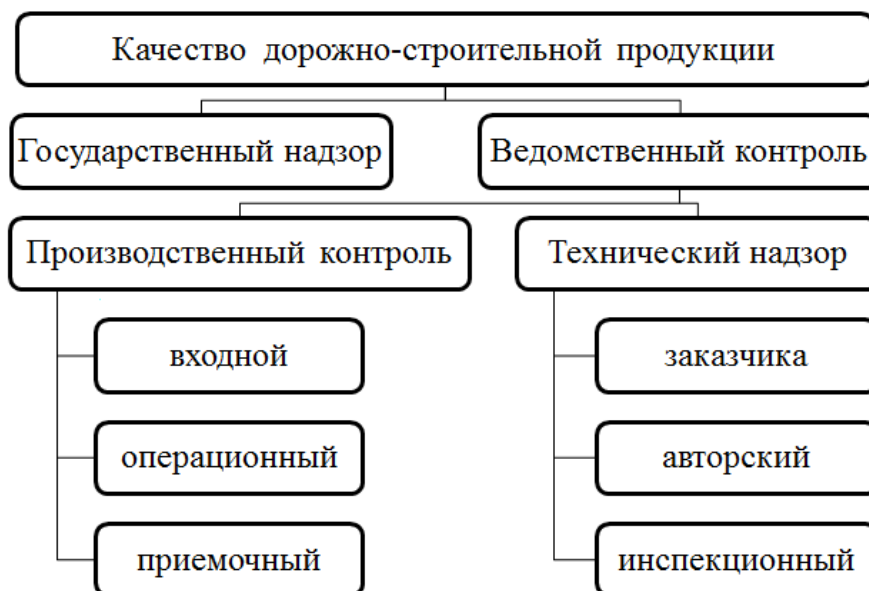 Качество дорожно-строительной продукции
Государственный надзор
Ведомственный контроль
Производственный контроль
Технический надзор
входной
заказчика
операционный
авторский
приемочный
инспекционный